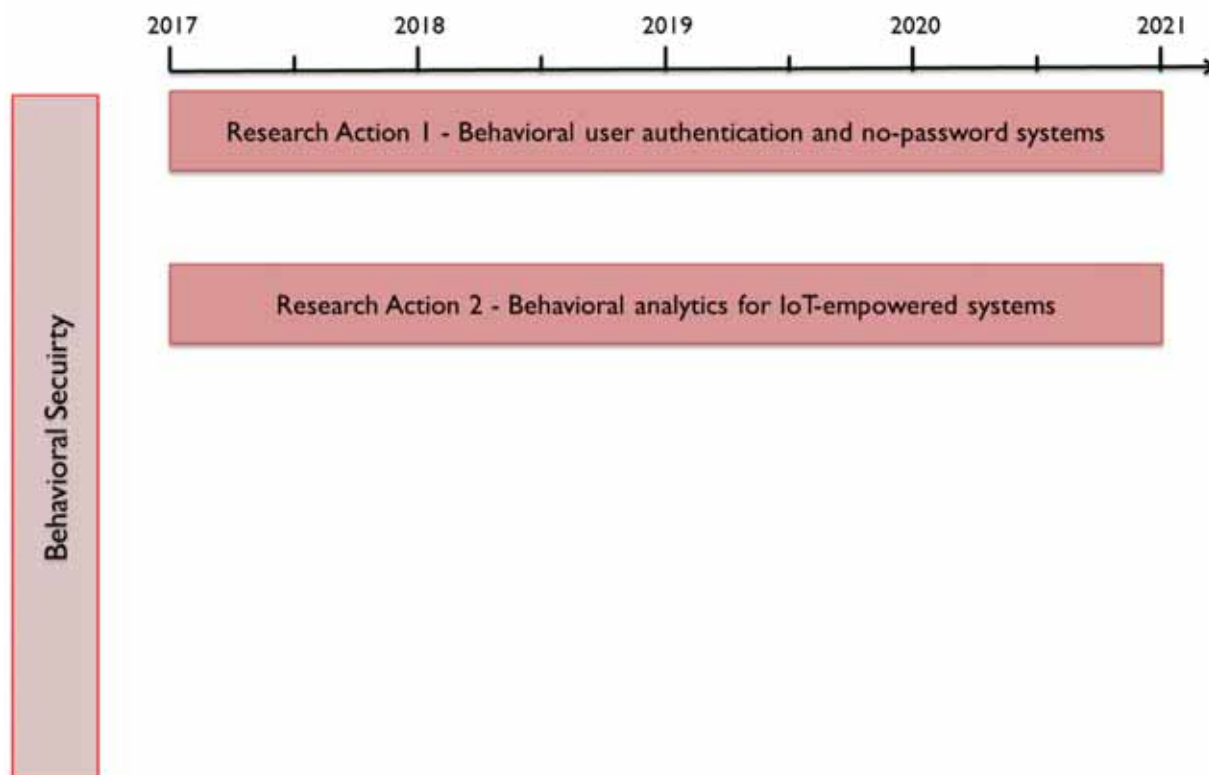 2017 2018 2019 2020 2021
Research Action 1 - Behavioral user authentication and no-password systems
Research Action 2 - Behavioral analytics for IoT-empowered systems
Behavioral Secuirty